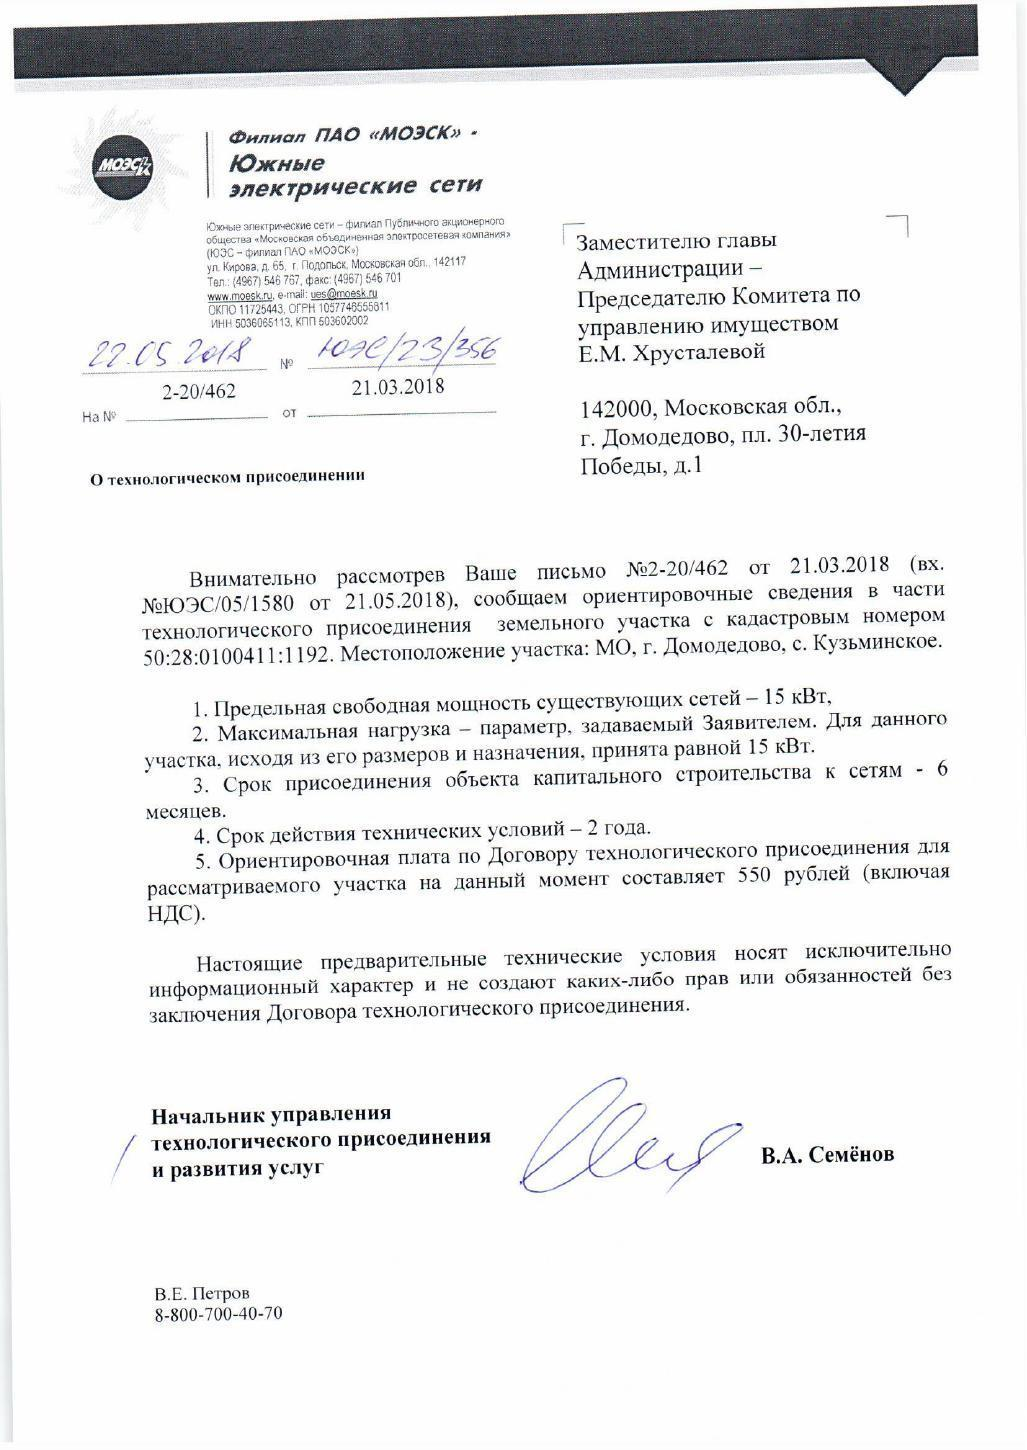 МОЭСК
Филиал ПАО «МОЭСК» -
Южные
электрические сети
Южные электрические сети – филиал Публичного акционерного
общества «Московская объединенная электросетевая компания»
(ЮЭС – филиал ПАО «МОЭСК»)
ул. Кирова, д. 65, г. Подольск, Московская обл., 142117
Тел.: (4967) 546 767, факс: (4967) 546 701
www.moesk.ru, e-mail: ues@moesk.ru
ОКПО 11725443, ОГРН 1057746555811
ИНН 5036065113, КПП 503602002
22.05.2018 № ЮЭС/23/356
2-20/462 21.03.2018
На № от
О технологическом присоединении
Заместителю главы
Администрации –
Председателю Комитета по
управлению имуществом
Е.М. Хрусталевой
142000, Московская обл.,
г. Домодедово, пл. 30-летия
Победы, д.1
Внимательно рассмотрев Ваше письмо №2-20/462 от 21.03.2018 (вх.
№ЮЭС/05/1580 от 21.05.2018), сообщаем ориентировочные сведения в части
технологического присоединения земельного участка с кадастровым номером
50:28:0100411:1192. Местоположение участка: МО, г. Домодедово, с. Кузьминское.
1. Предельная свободная мощность существующих сетей – 15 кВт,
2. Максимальная нагрузка – параметр, задаваемый Заявителем. Для данного
участка, исходя из его размеров и назначения, принята равной 15 кВт.
3. Срок присоединения объекта капитального строительства к сетям - 6
месяцев.
4. Срок действия технических условий – 2 года.
5. Ориентировочная плата по Договору технологического присоединения для
рассматриваемого участка на данный момент составляет 550 рублей (включая
НДС).
Настоящие предварительные технические условия носят исключительно
информационный характер и не создают каких-либо прав или обязанностей без
заключения Договора технологического присоединения.
Начальник управления
технологического присоединения
и развития услуг
В.А. Семёнов
В.Е. Петров
8-800-700-40-70